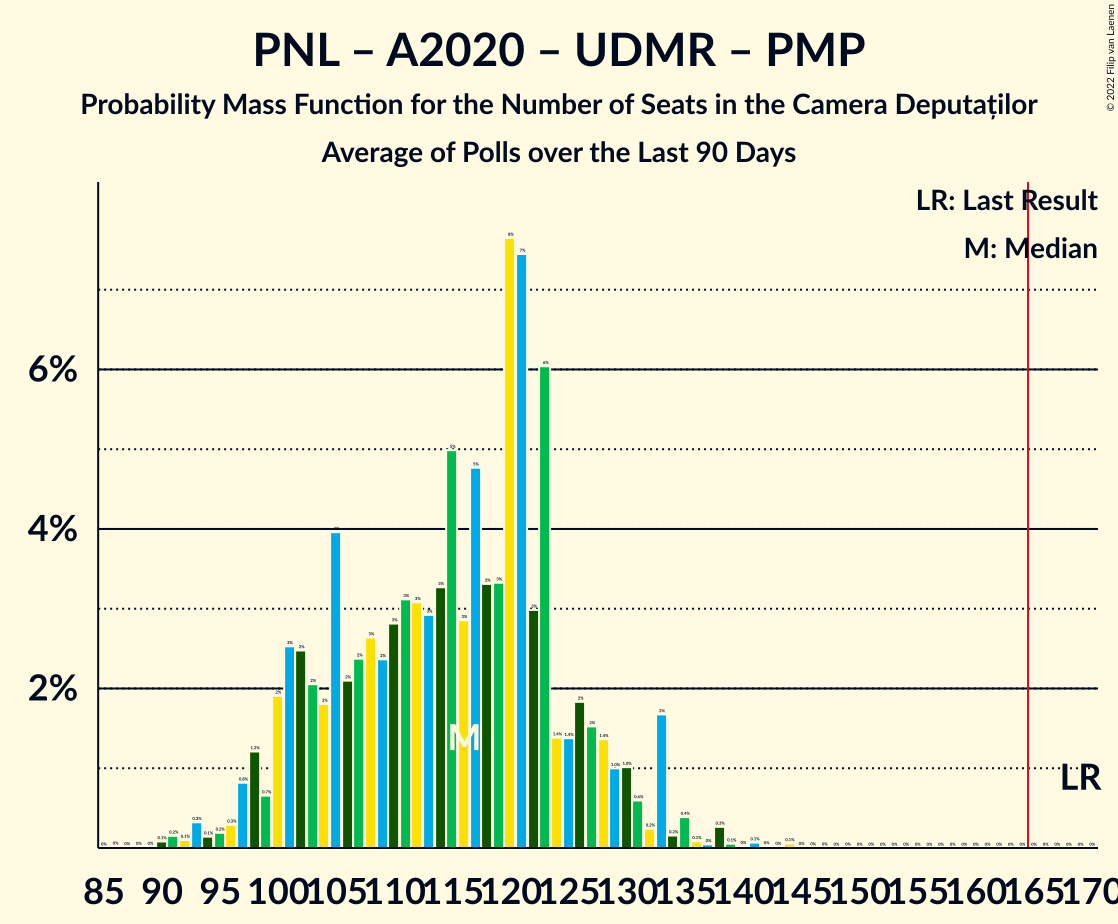 PNL – A2020 – UDMR – PMP
Probability Mass Function for the Number of Seats in the Camera Deputaților
Average of Polls over the Last 90 Days
© 2022 Filip van Laenen
LR: Last Result
M: Median
6%
4%
2%
M
LR
85 90 95 100 105 110 115 120 125 130 135 140 145 150 155 160 165 170